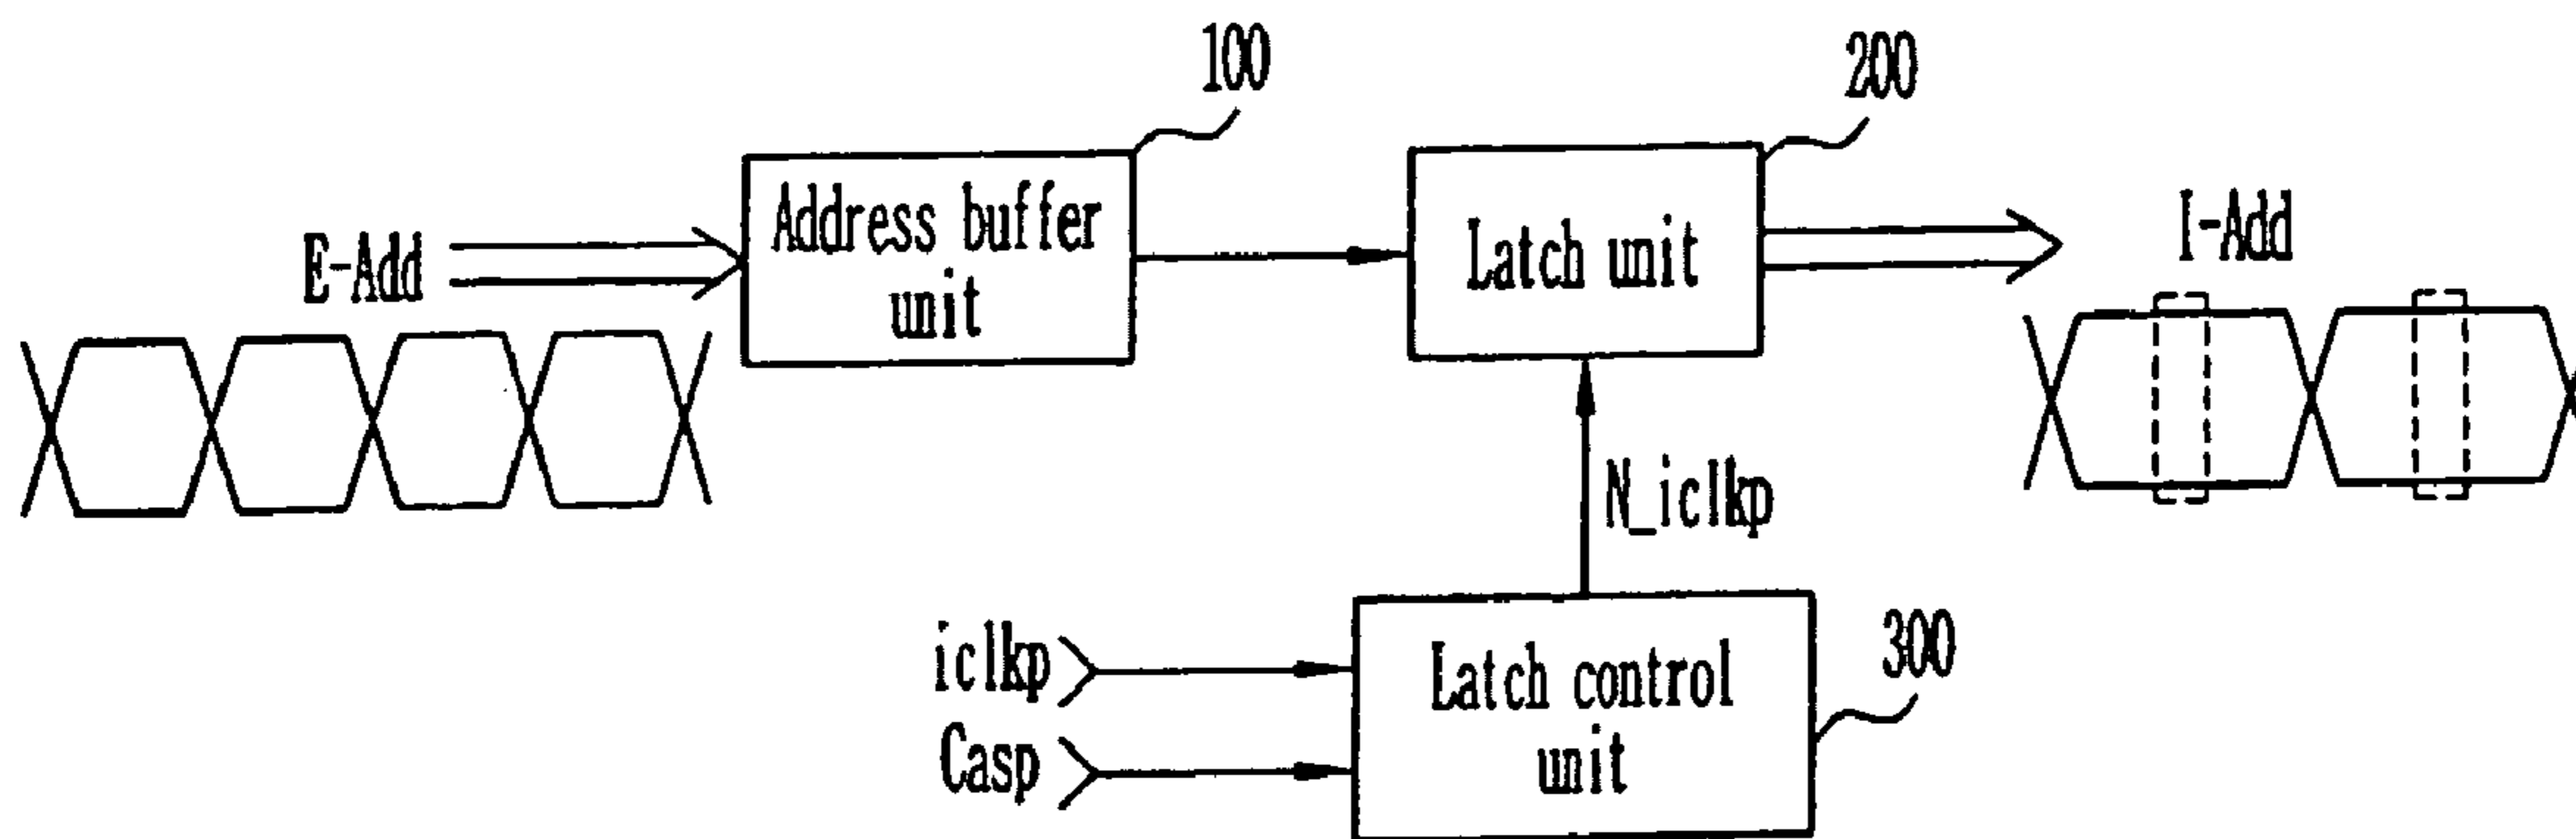 100
200
E-Add
Address buffer
unit
Latch unit
I-Add
N_iclkp
iclkp
Casp
Latch control
unit
300